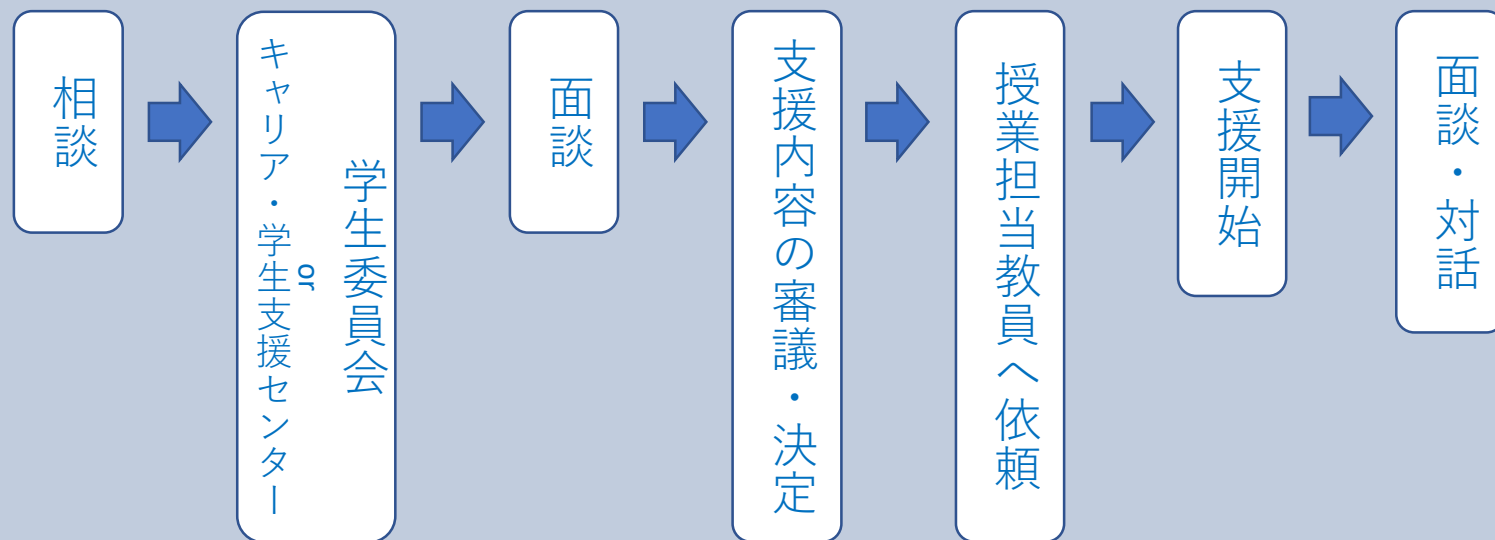 相談
学生委員会
or
キャリア・学生支援センター
面談
支援内容の審議・決定
授業担当教員へ依頼
支援開始
面談・対話